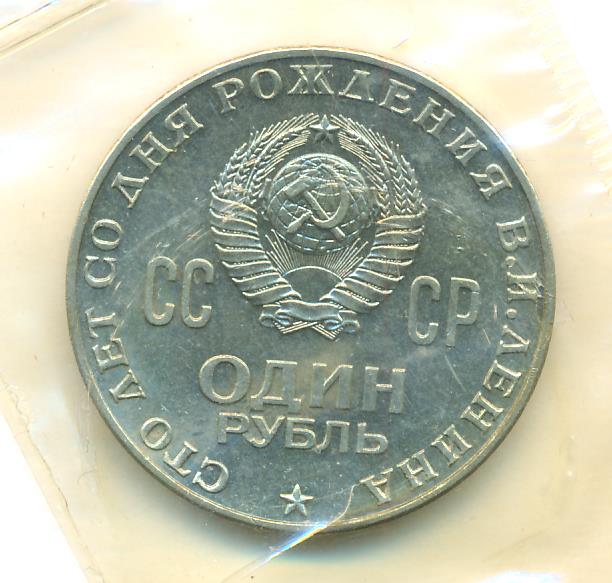 СТО ЛЕТ СО ДНЯ РОЖДЕНИЯ В.И.ЛЕНИНА
СС СР
ОДИН
РУБЛЬ